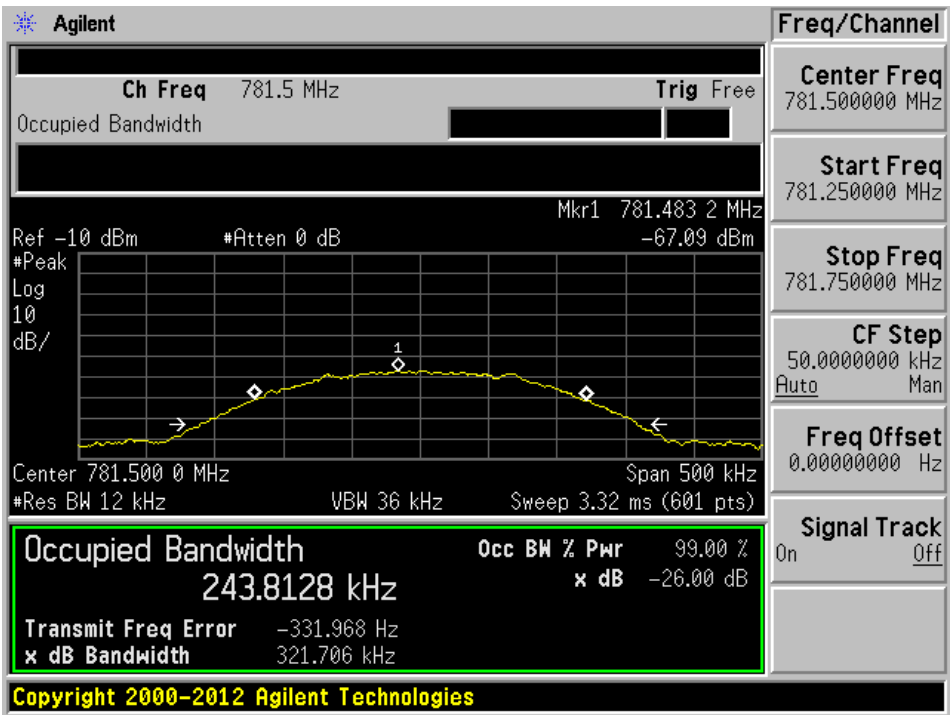 Agilent
Ch Freq 781.5 MHz Trig Free
Occupied Bandwidth
Mkr1 781.483 2 MHz
Ref -10 dBm #Atten 0 dB -67.09 dBm
#Peak
Log
10
dB/
1
Center 781.500 0 MHz Span 500 kHz
#Res BW 12 kHz VBW 36 kHz Sweep 3.32 ms (601 pts)
Occupied Bandwidth Occ BW % Pwr 99.00 %
243.8128 kHz x dB -26.00 dB
Transmit Freq Error -331.968 Hz
x dB Bandwidth 321.706 kHz
Copyright 2000-2012 Agilent Technologies
Freq/Channel
Center Freq
781.500000 MHz
Start Freq
781.250000 MHz
Stop Freq
781.750000 MHz
CF Step
50.0000000 kHz
Auto Man
Freq Offset
0.00000000 Hz
Signal Track
On Off